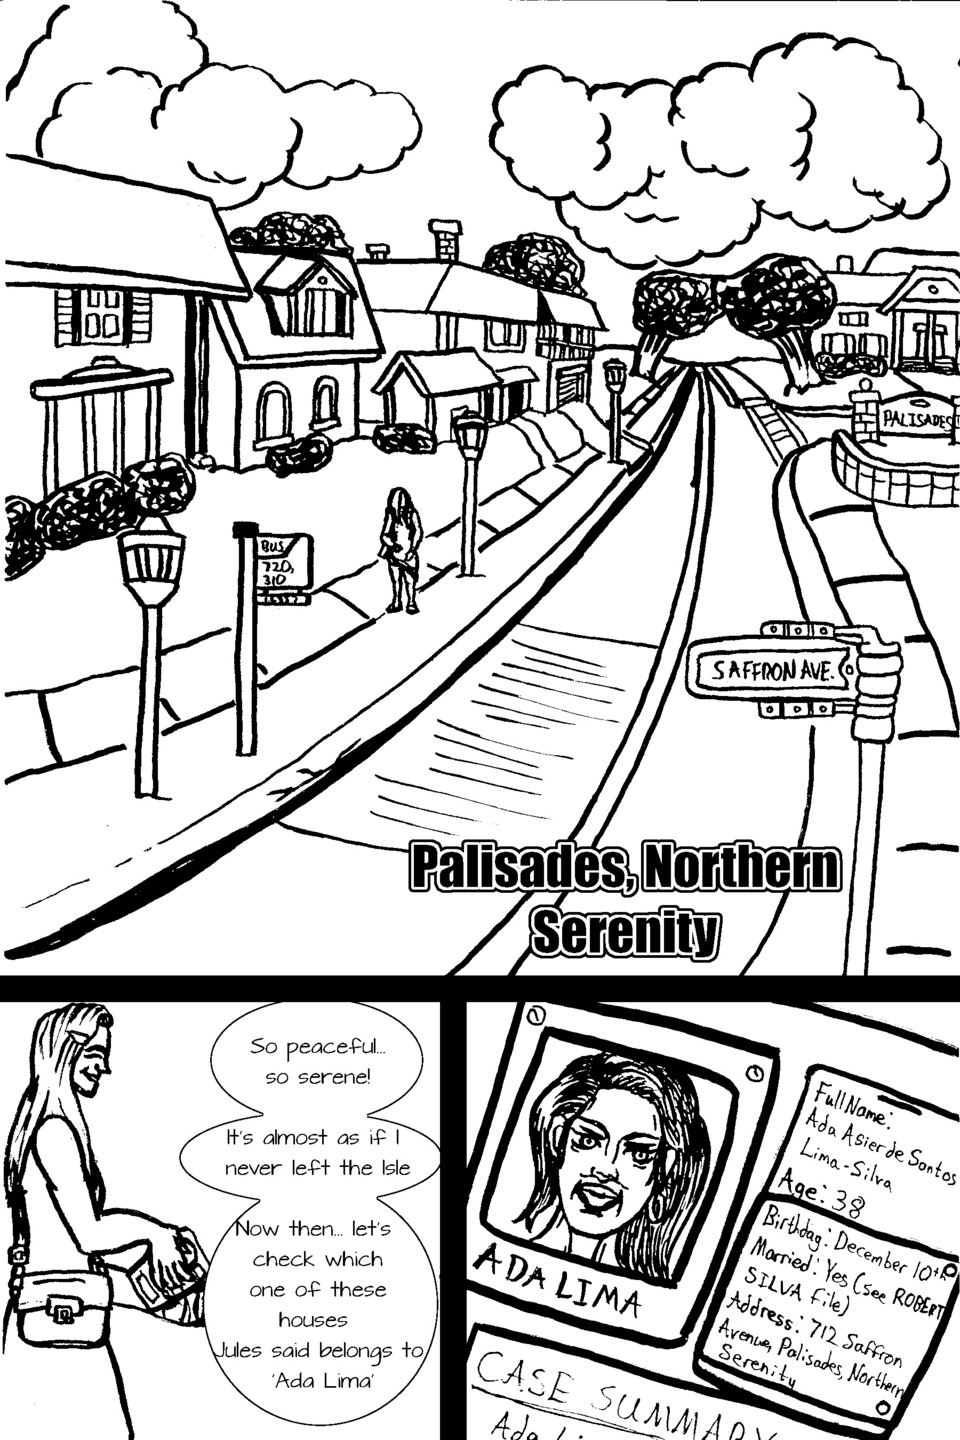 PALISADES
BUS
720,
310
SAFFRON AVE.
Palisades, Northern
Serenity
So peaceful...
so serene!
It's almost as if I
never left the Isle
Now then... let's
check which
one of these
houses
Jules said belongs to
'Ada Lima'
ADA LIMA
Full Name:
Ada Asier de Santos
Lima-Silva
Age: 38
Birthday: December 10th
Married: Yes (see ROBERT
SILVA file)
Address: 712 Saffron
Avenue, Palisades, Northern
Serenity
CASE SUMMARY
Ada Li